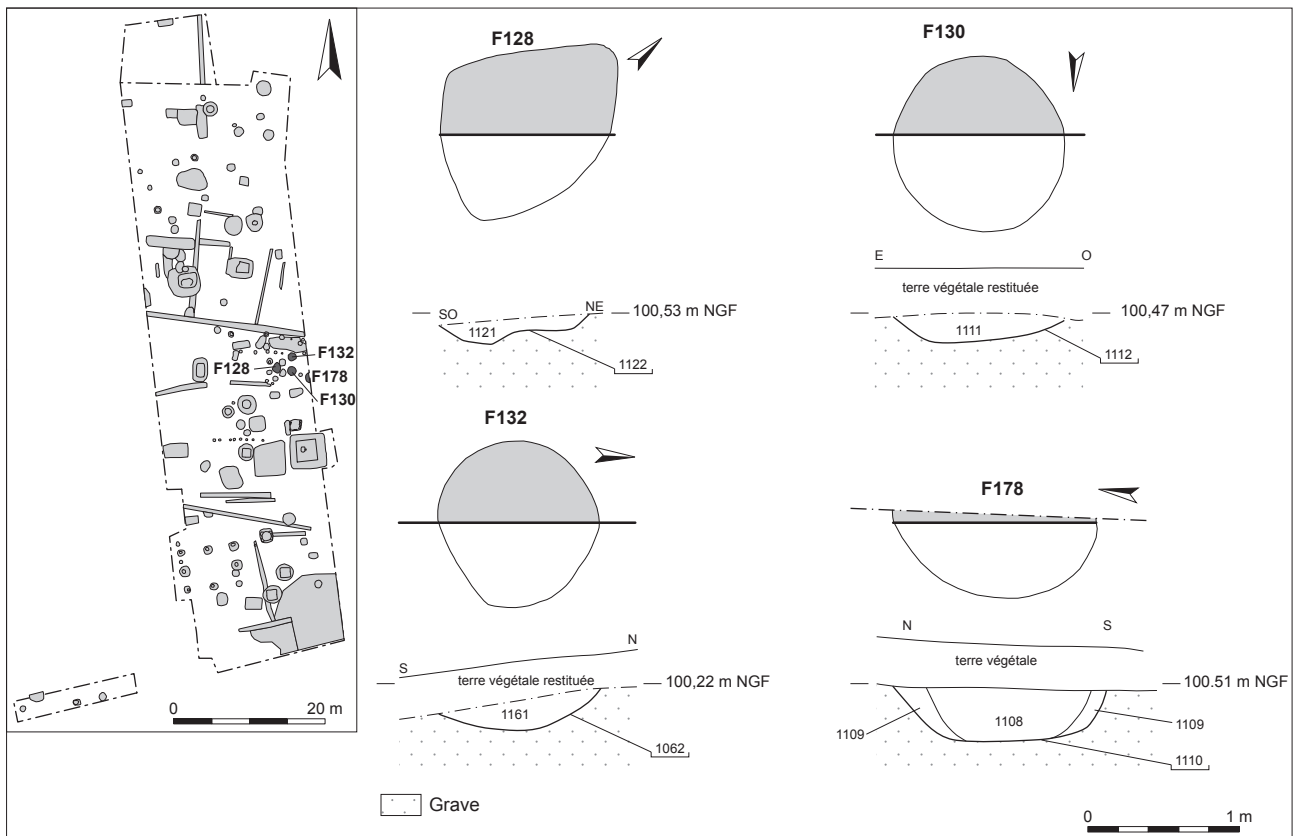 F132
F128
F178
F130
0 20 m
F128
SO NE 100,53 m NGF
1121
1122
F130
E O
terre végétale restituée
100,47 m NGF
1111
1112
F132
S N
terre végétale restituée
100,22 m NGF
1161
1062
F178
N S
terre végétale
100.51 m NGF
1108
1109
1109
1110
Grave
0 1 m